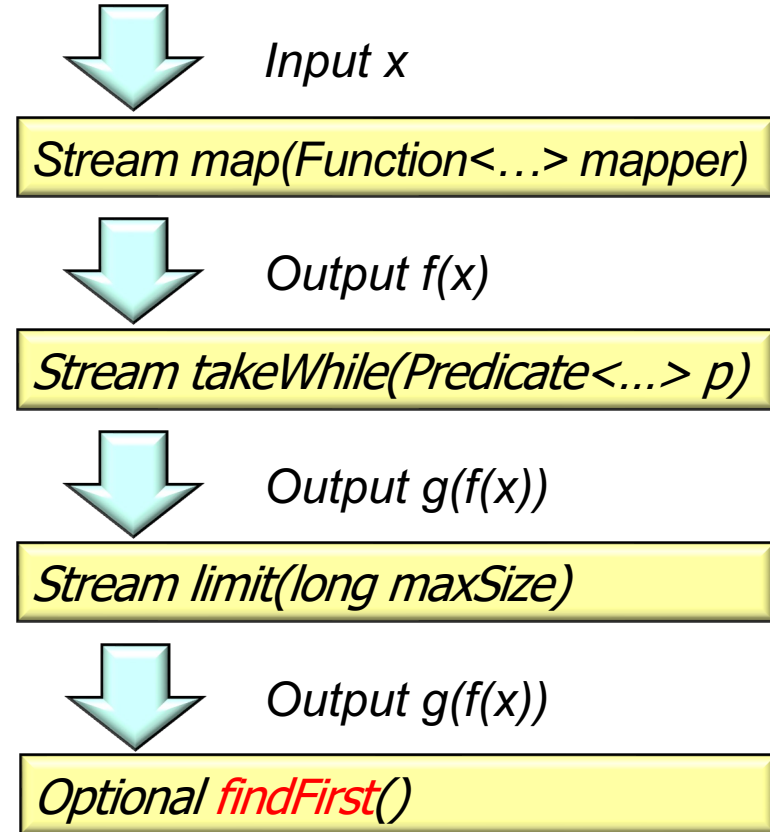 Input x
Stream map(Function<…> mapper)
Output f(x)
Stream takeWhile(Predicate<...> p)
Output g(f(x))
Stream limit(long maxSize)
Output g(f(x))
Optional findFirst()